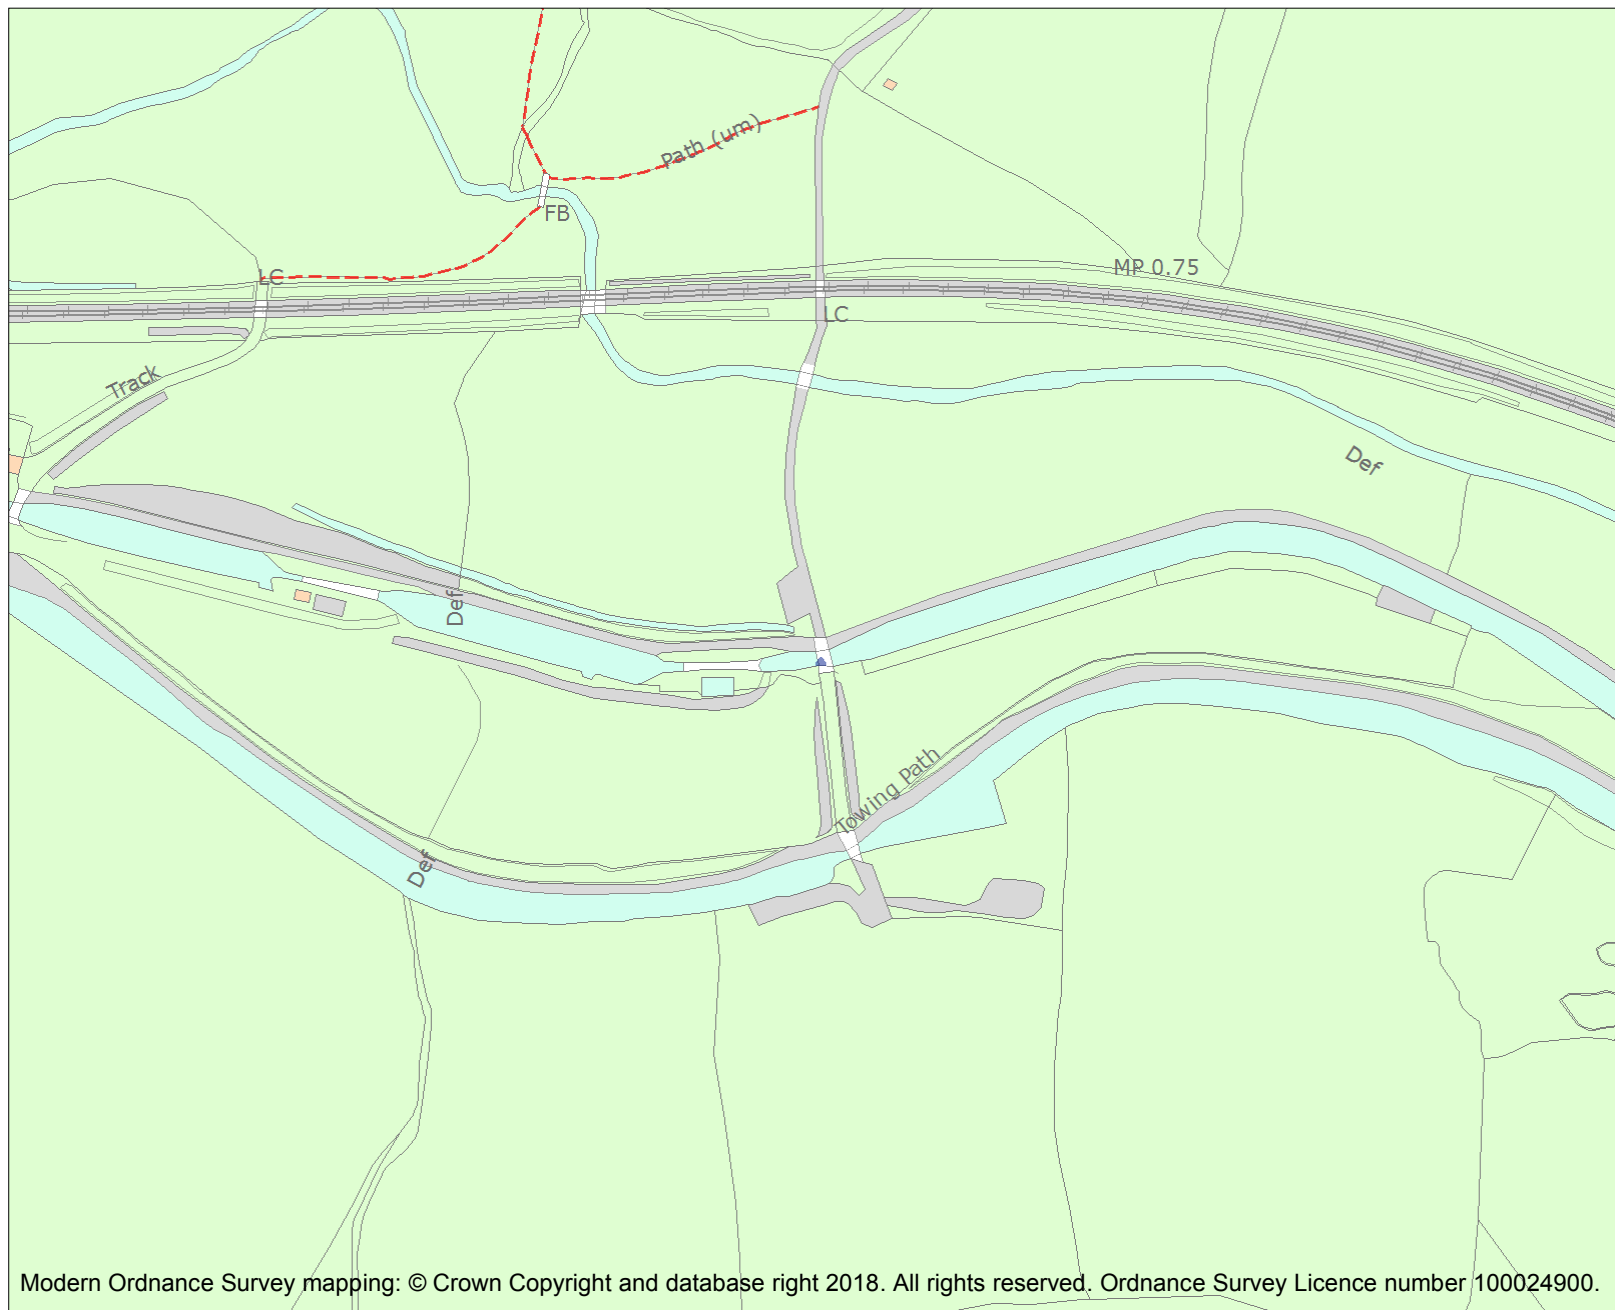 Path (um)
FB
LC
MP 0.75
LC
Track
Def
Def
Towing Path
Def
Modern Ordnance Survey mapping: © Crown Copyright and database right 2018. All rights reserved. Ordnance Survey Licence number 100024900.